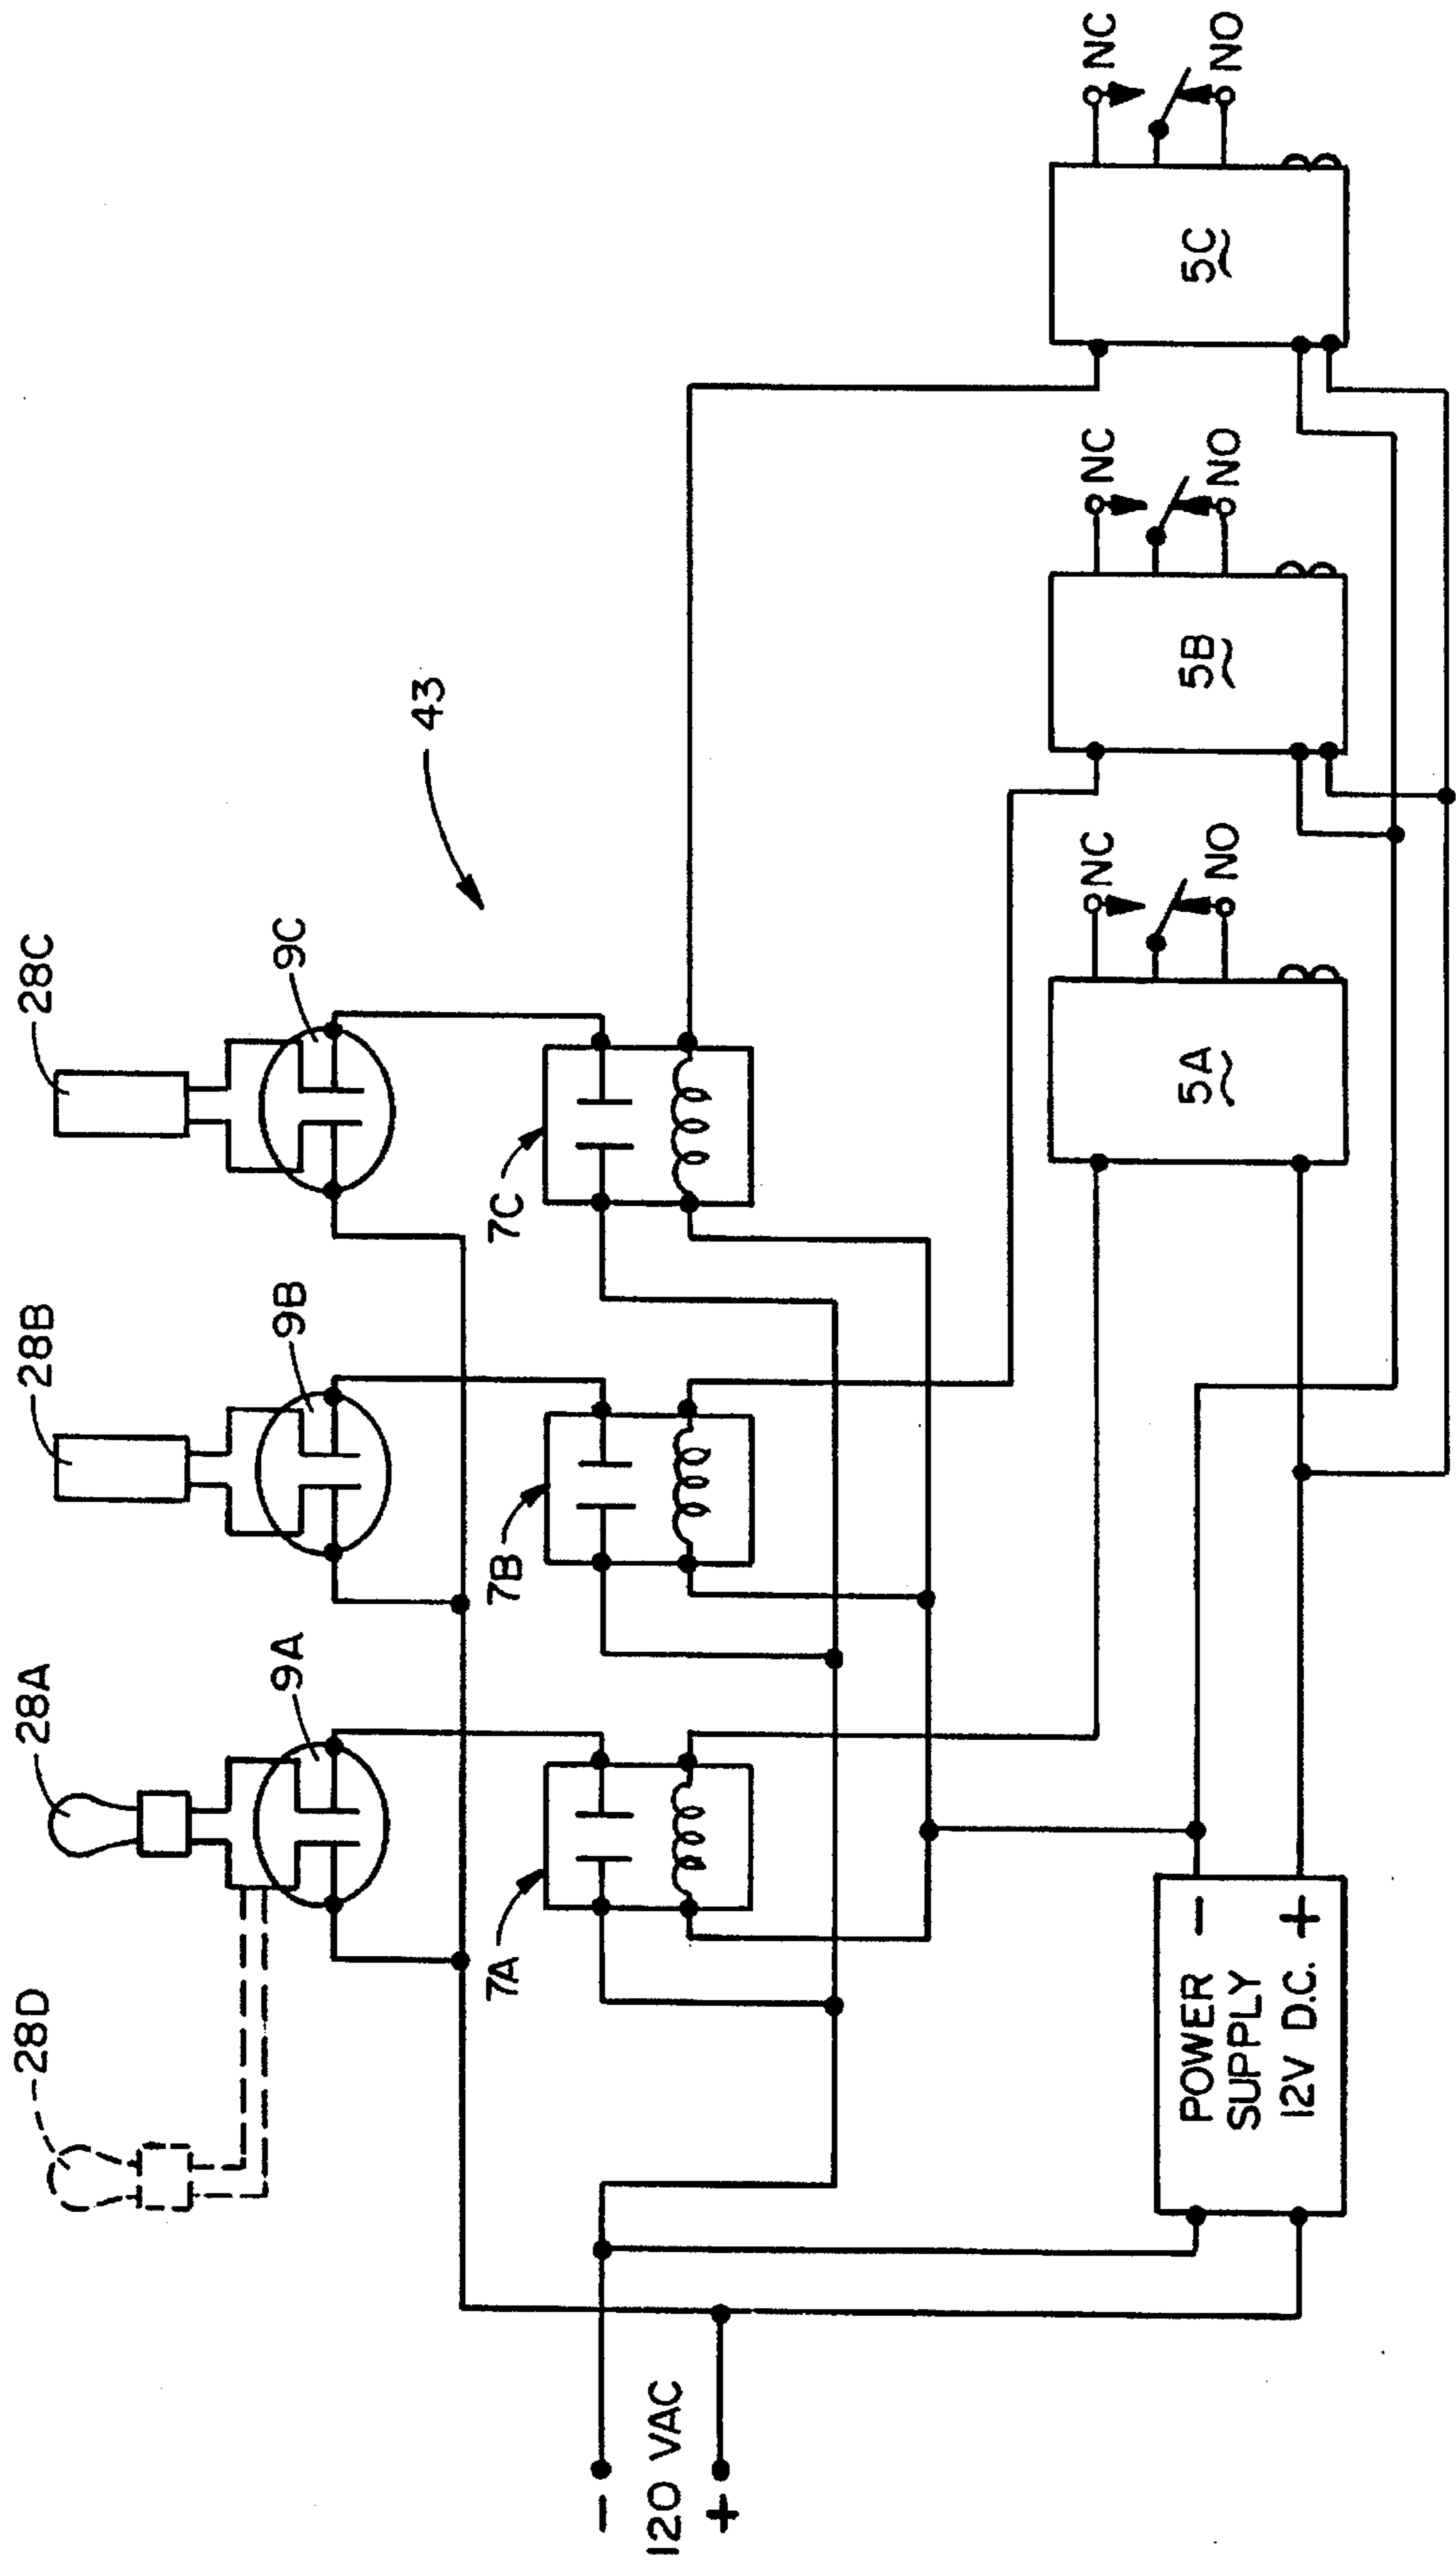 28D
28A
28B
28C
9A
9B
9C
43
7A
7B
7C
-
120 VAC
+
POWER
SUPPLY
12V D.C.
-
+
5A
NC
NO
5B
NC
NO
5C
NC
NO